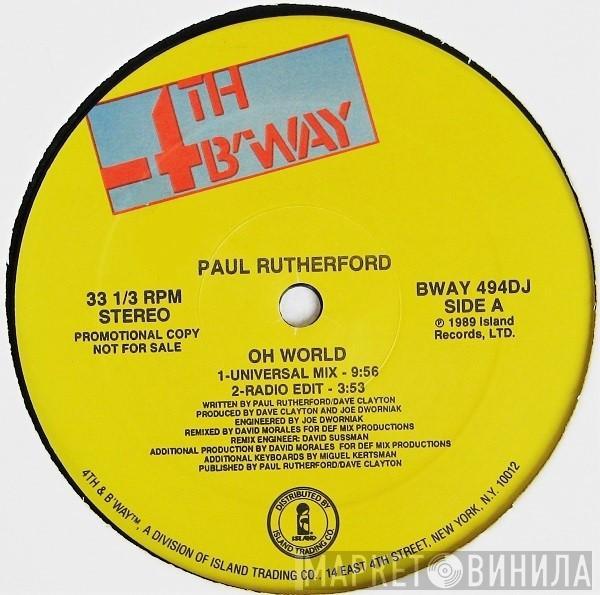 4TH
B'WAY
PAUL RUTHERFORD
33 1/3 RPM
STEREO
PROMOTIONAL COPY
NOT FOR SALE
BWAY 494DJ
SIDE A
℗ 1989 Island
Records, LTD.
OH WORLD
1-UNIVERSAL MIX - 9:56
2-RADIO EDIT - 3:53
WRITTEN BY PAUL RUTHERFORD/DAVE CLAYTON
PRODUCED BY DAVE CLAYTON AND JOE DWORNIAK
ENGINEERED BY JOE DWORNIAK
REMIXED BY DAVID MORALES FOR DEF MIX PRODUCTIONS
REMIX ENGINEER: DAVID SUSSMAN
ADDITIONAL PRODUCTION BY DAVID MORALES FOR DEF MIX PRODUCTIONS
ADDITIONAL KEYBOARDS BY MIGUEL KERTSMAN
PUBLISHED BY PAUL RUTHERFORD/DAVE CLAYTON
DISTRIBUTED BY
ISLAND
ISLAND TRADING CO.
4TH & B'WAY™, A DIVISION OF ISLAND TRADING CO., 14 EAST 4TH STREET, NEW YORK, N.Y. 10012
МАРКЕТ ВИНИЛА